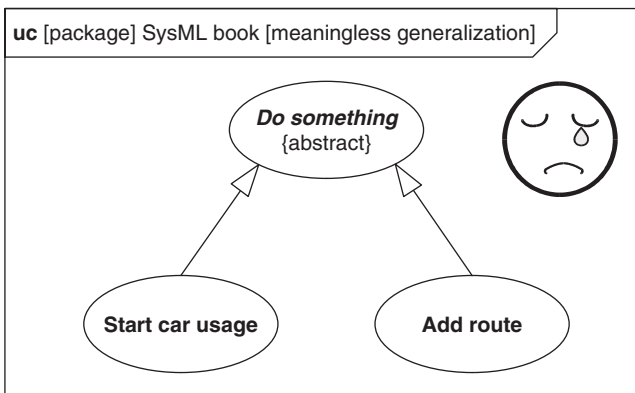 uc [package] SysML book [meaningless generalization]
Do something
{abstract}
Start car usage
Add route